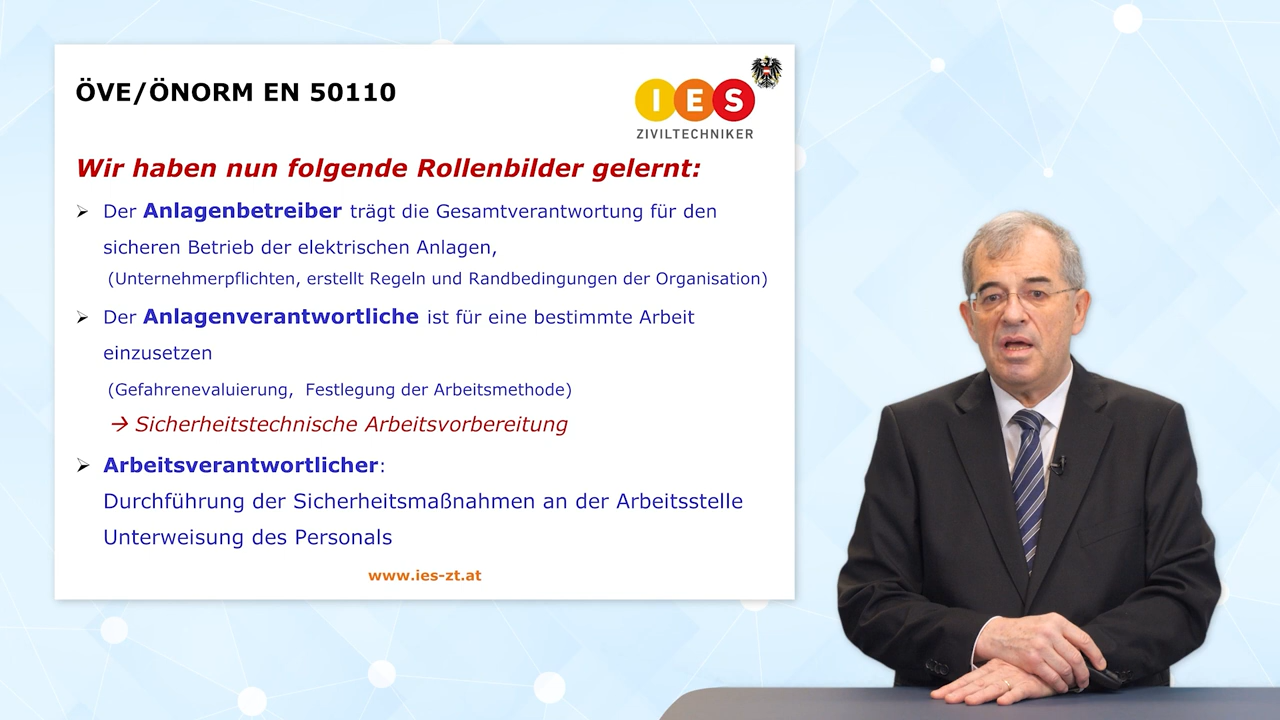 ÖVE/ÖNORM EN 50110
IES
ZIVILTECHNIKER
Wir haben nun folgende Rollenbilder gelernt:
➢ Der Anlagenbetreiber trägt die Gesamtverantwortung für den
sicheren Betrieb der elektrischen Anlagen,
(Unternehmerpflichten, erstellt Regeln und Randbedingungen der Organisation)
➢ Der Anlagenverantwortliche ist für eine bestimmte Arbeit
einzusetzen
(Gefahrenevaluierung, Festlegung der Arbeitsmethode)
→ Sicherheitstechnische Arbeitsvorbereitung
➢ Arbeitsverantwortlicher:
Durchführung der Sicherheitsmaßnahmen an der Arbeitsstelle
Unterweisung des Personals
www.ies-zt.at